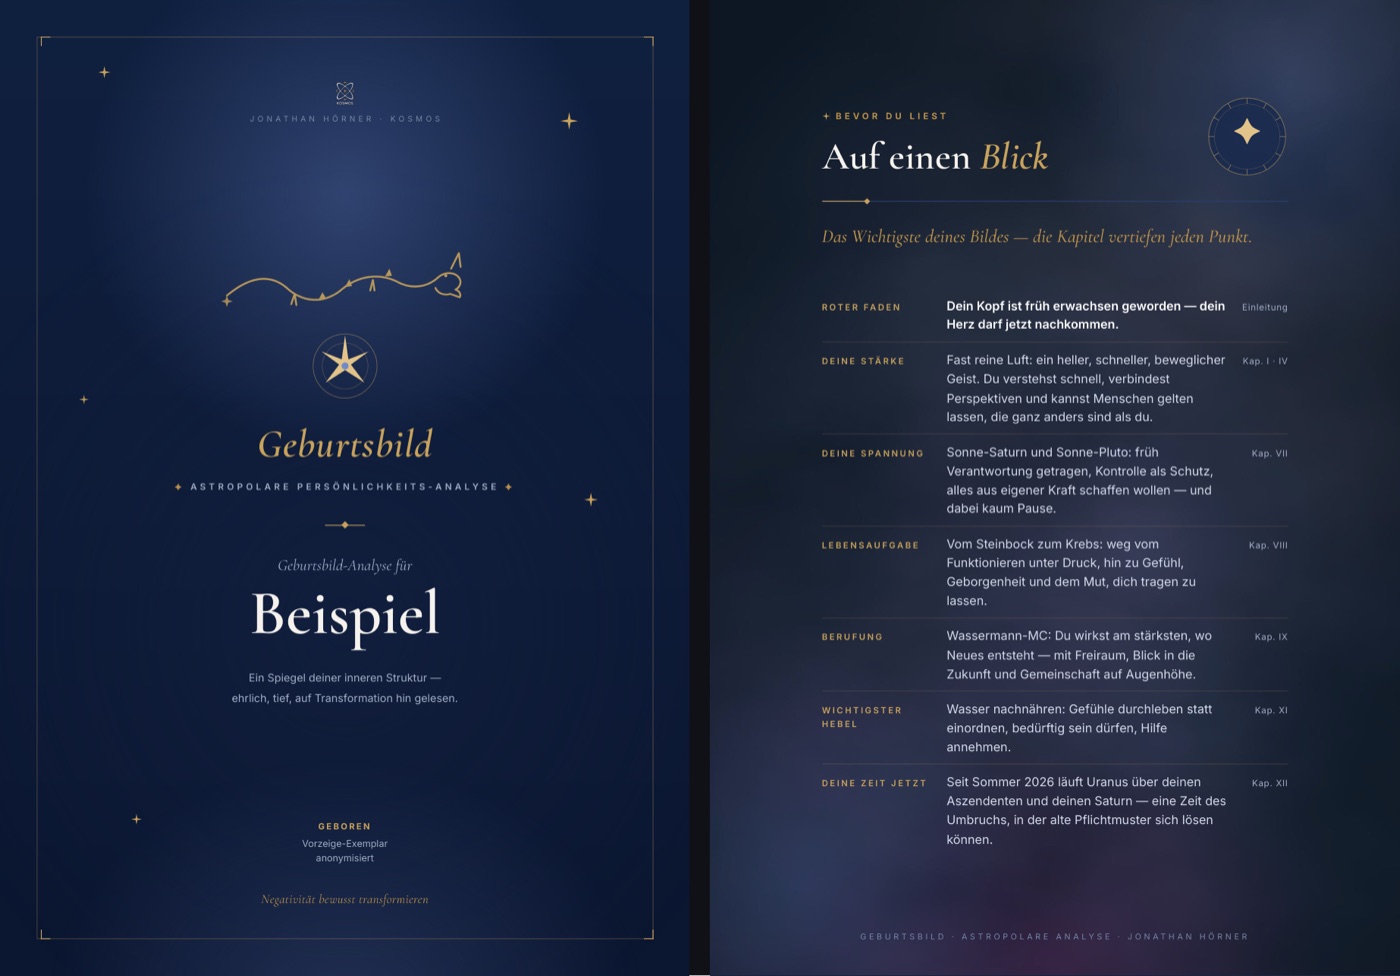 KOSMOS
JONATHAN HÖRNER · KOSMOS
Geburtsbild
ASTROPOLARE PERSÖNLICHKEITS-ANALYSE
Geburtsbild-Analyse für
Beispiel
Ein Spiegel deiner inneren Struktur —
ehrlich, tief, auf Transformation hin gelesen.
GEBOREN
Vorzeige-Exemplar
anonymisiert
Negativität bewusst transformieren
BEVOR DU LIEST
Auf einen Blick
Das Wichtigste deines Bildes — die Kapitel vertiefen jeden Punkt.
ROTER FADEN
Dein Kopf ist früh erwachsen geworden — dein
Herz darf jetzt nachkommen.
Einleitung
DEINE STÄRKE
Fast reine Luft: ein heller, schneller, beweglicher
Geist. Du verstehst schnell, verbindest
Perspektiven und kannst Menschen gelten
lassen, die ganz anders sind als du.
Kap. I · IV
DEINE SPANNUNG
Sonne-Saturn und Sonne-Pluto: früh
Verantwortung getragen, Kontrolle als Schutz,
alles aus eigener Kraft schaffen wollen — und
dabei kaum Pause.
Kap. VII
LEBENSAUFGABE
Vom Steinbock zum Krebs: weg vom
Funktionieren unter Druck, hin zu Gefühl,
Geborgenheit und dem Mut, dich tragen zu
lassen.
Kap. VIII
BERUFUNG
Wassermann-MC: Du wirkst am stärksten, wo
Neues entsteht — mit Freiraum, Blick in die
Zukunft und Gemeinschaft auf Augenhöhe.
Kap. IX
WICHTIGSTER
HEBEL
Wasser nachnähren: Gefühle durchleben statt
einordnen, bedürftig sein dürfen, Hilfe
annehmen.
Kap. XI
DEINE ZEIT JETZT
Seit Sommer 2026 läuft Uranus über deinen
Aszendenten und deinen Saturn — eine Zeit des
Umbruchs, in der alte Pflichtmuster sich lösen
können.
Kap. XII
GEBURTSBILD · ASTROPOLARE ANALYSE · JONATHAN HÖRNER